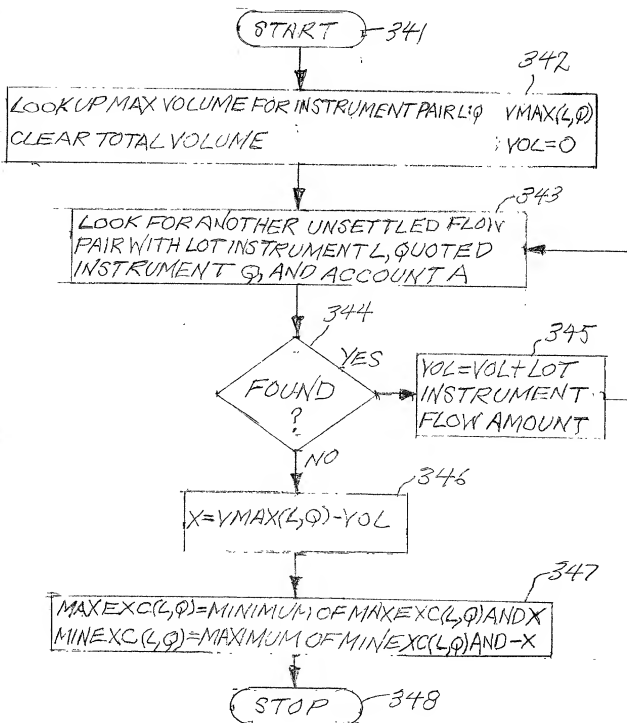 START
341
342
LOOKUP MAX VOLUME FOR INSTRUMENT PAIR L:Q VMAX(L,Q)
CLEAR TOTAL VOLUME ; VOL=0
343
LOOK FOR ANOTHER UNSETTLED FLOW
PAIR WITH LOT INSTRUMENT L, QUOTED
INSTRUMENT Q, AND ACCOUNT A
344
YES
FOUND
?
NO
345
VOL=VOL+LOT
INSTRUMENT
FLOW AMOUNT
346
X=VMAX(L,Q)-VOL
347
MAXEXC(L,Q)=MINIMUM OF MAXEXC(L,Q) AND X
MINEXC(L,Q)=MAXIMUM OF MINEXC(L,Q) AND -X
STOP
348